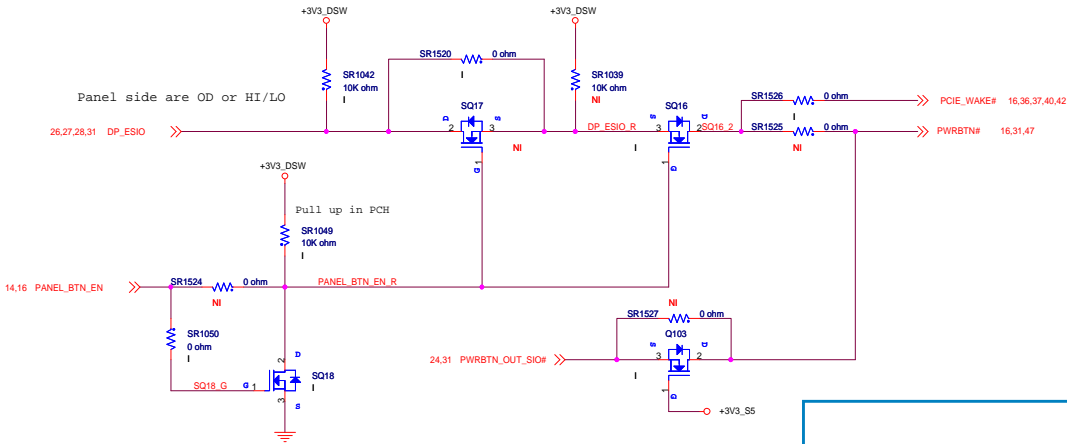 +3V3_DSW
+3V3_DSW
SR1520 0 ohm
I
SR1042
10K ohm
I
SR1039
10K ohm
NI
Panel side are OD or HI/LO
SQ17
SQ16
SR1526 0 ohm
I
PCIE_WAKE# 16,36,37,40,42
26,27,28,31 DP_ESIO
D
2
3
S
G
1
NI
DP_ESIO_R
I
S
3
2
D
G
1
SQ16_2
SR1525 0 ohm
NI
PWRBTN# 16,31,47
+3V3_DSW
Pull up in PCH
SR1049
10K ohm
I
14,16 PANEL_BTN_EN
SR1524 0 ohm
NI
PANEL_BTN_EN_R
SR1050
0 ohm
I
SQ18_G
G 1
D
2
3
S
SQ18
I
NI
SR1527 0 ohm
Q103
24,31 PWRBTN_OUT_SIO#
S
3
2
D
I
1
G
+3V3_S5